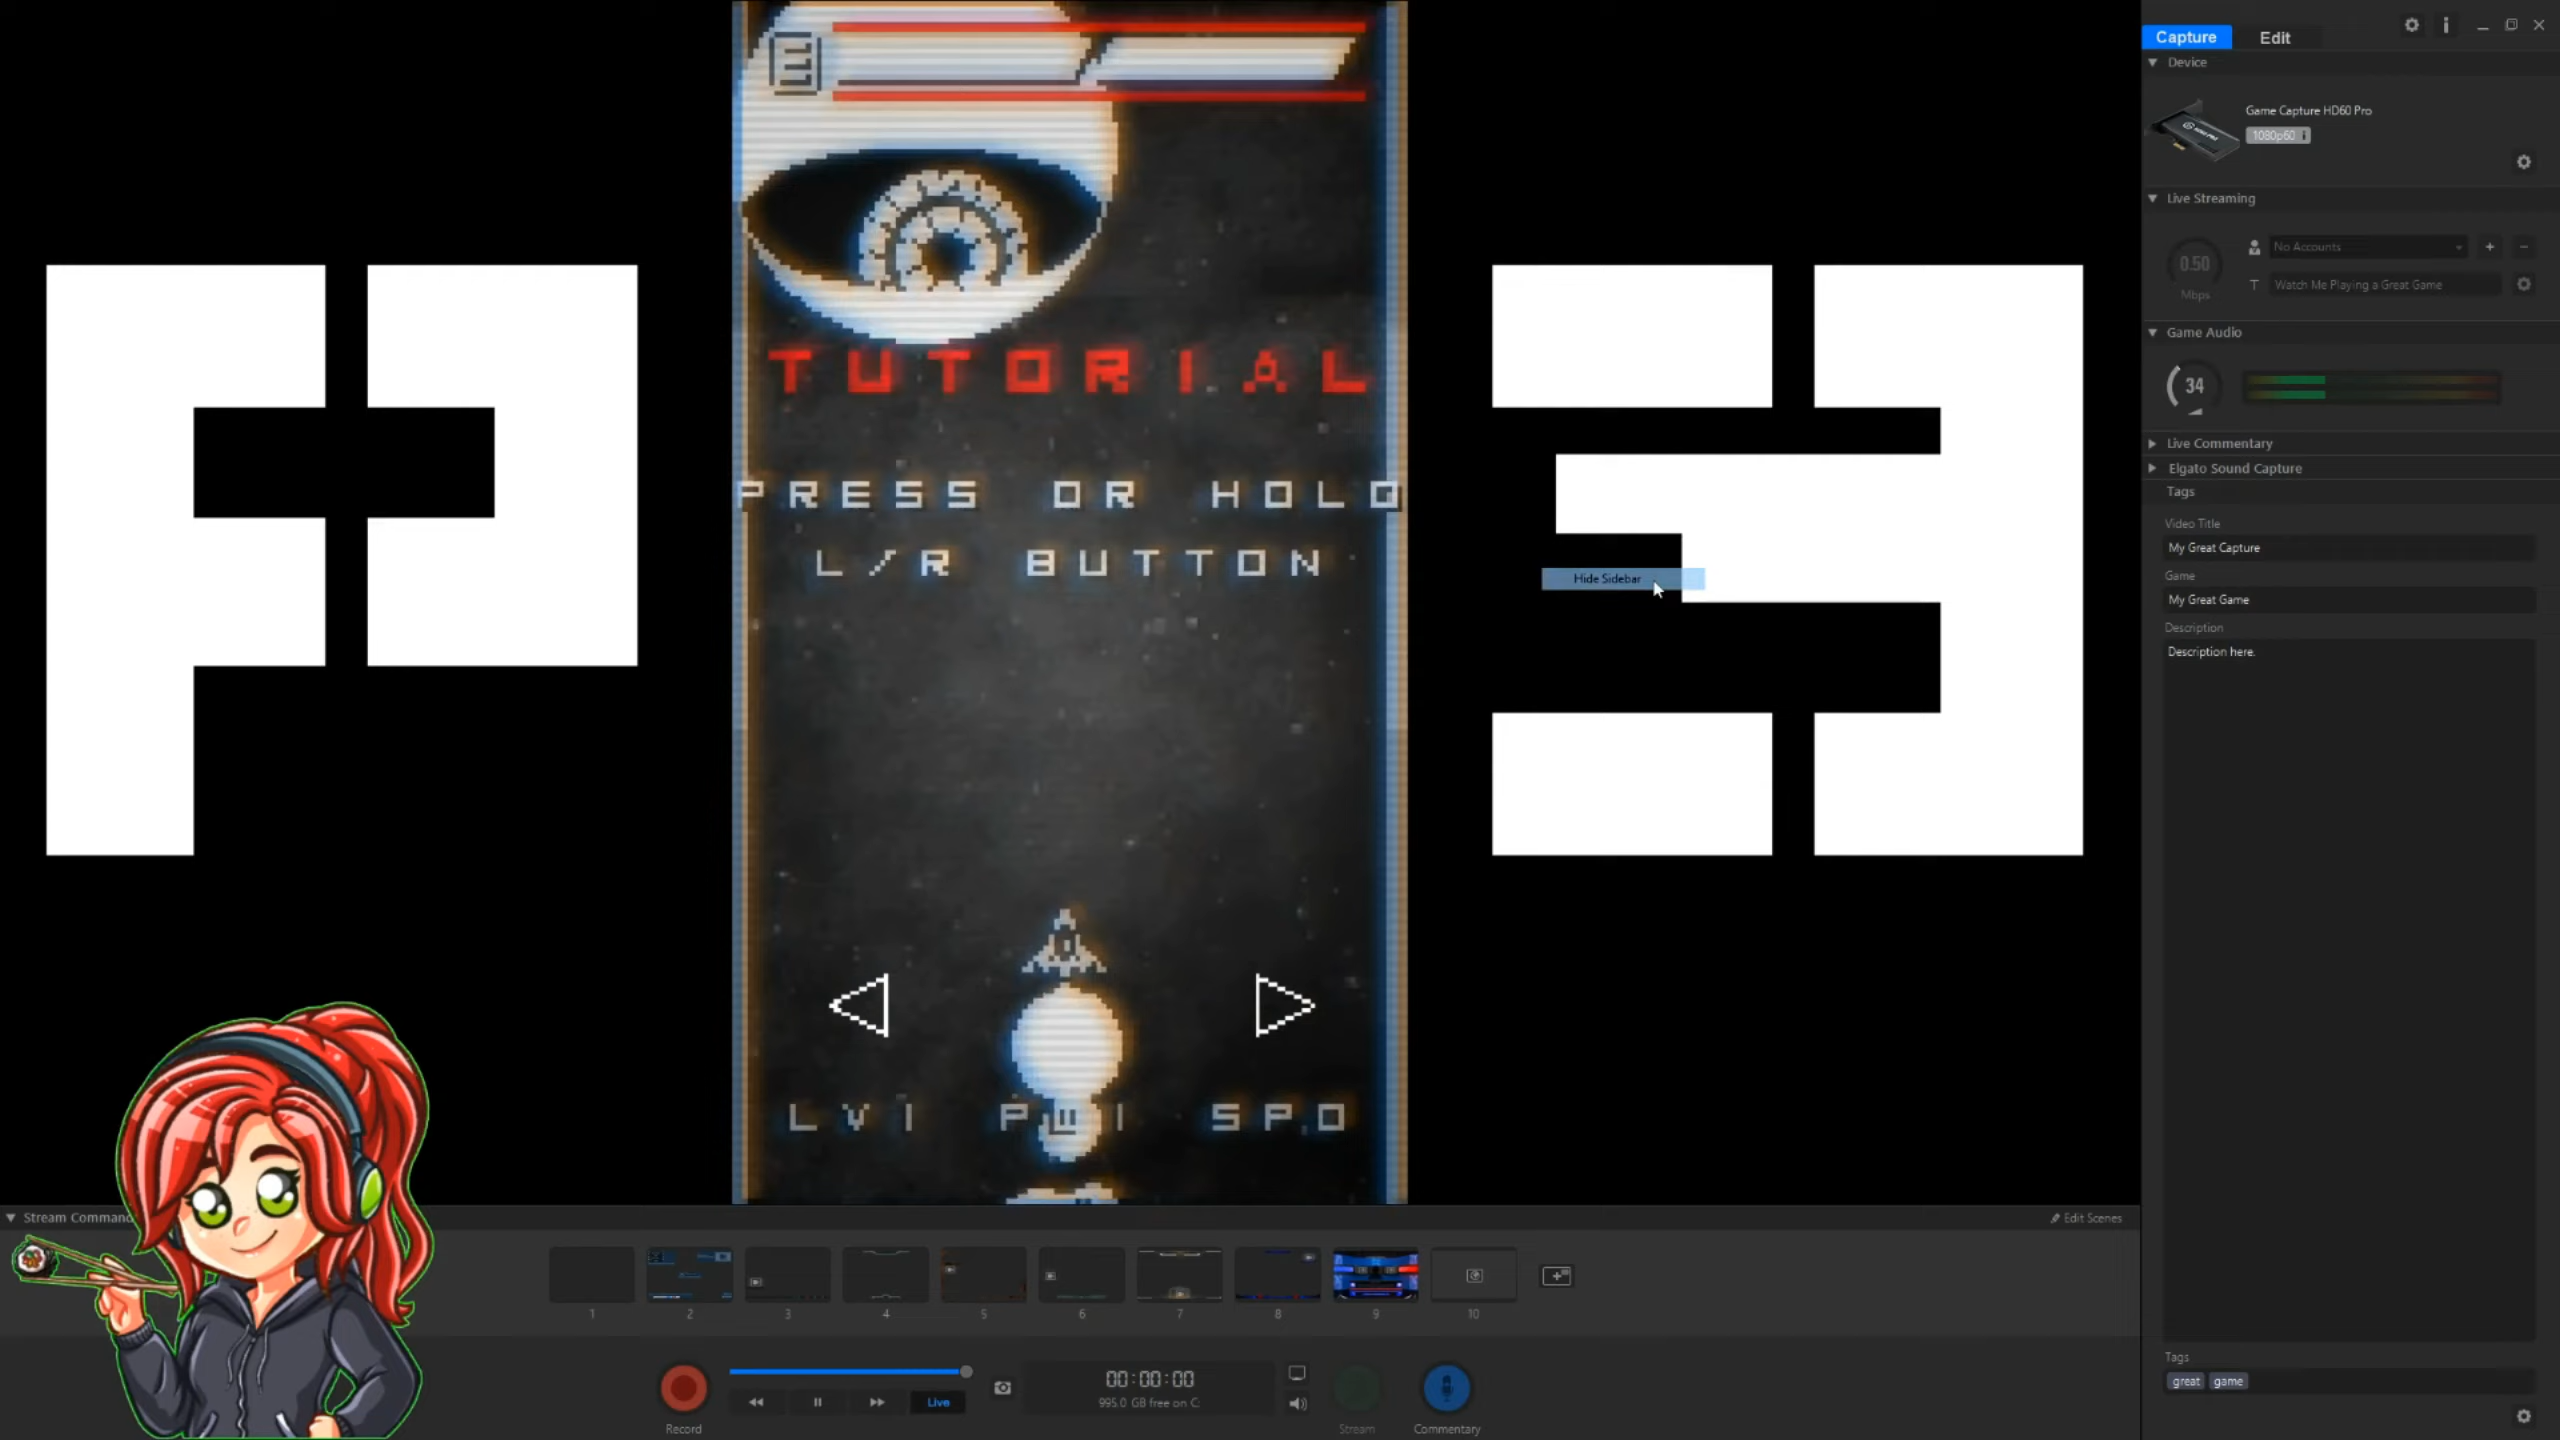 Capture
Edit
Device
Game Capture HD60 Pro
1080p60 i
Live Streaming
0.50
Mbps
No Accounts
T Watch Me Playing a Great Game
Game Audio
34
Live Commentary
Elgato Sound Capture
Tags
Video Title
My Great Capture
Game
My Great Game
Description
Description here.
Tags
great game
TUTORIAL
PRESS OR HOLD
L/R BUTTON
Hide Sidebar
LV1 PW1 SP.0
Stream Command
Edit Scenes
1 2 3 4 5 6 7 8 9 10
00:00:00
995.0 GB free on C:
Live
Record
Stream
Commentary